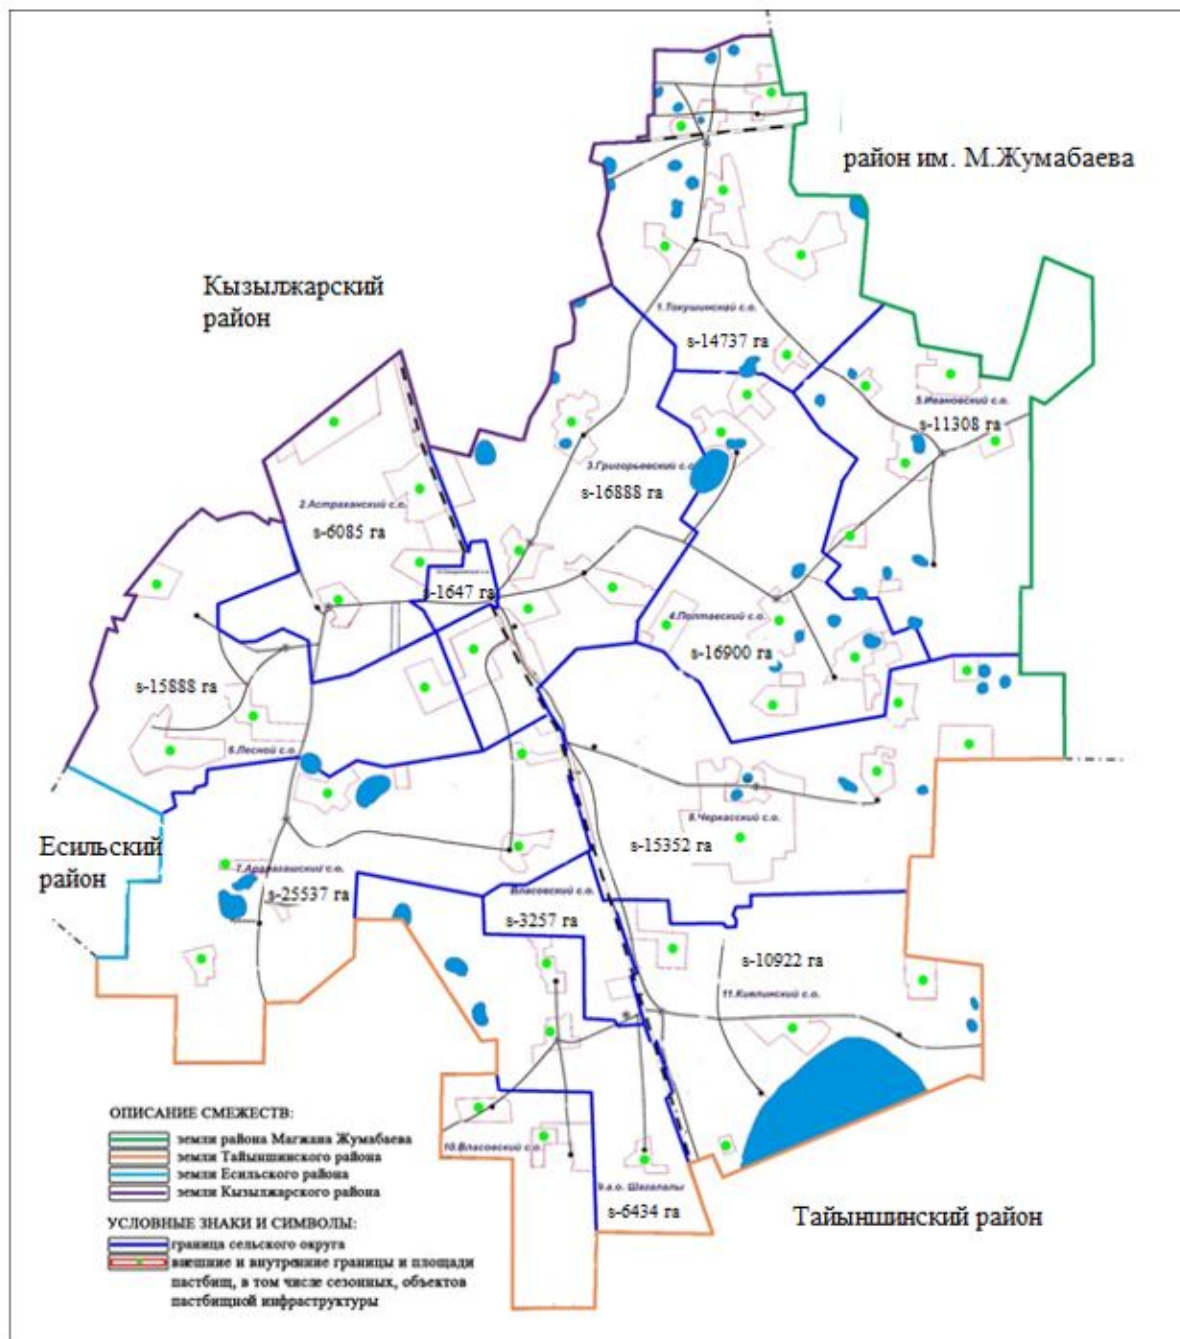 район им. М.Жумабаева
Кызылжарский
район
1.Токушинскай с.о.
s-14737 га
5.Ивановский с.о.
s-11308 га
3.Григорьевский с.о.
s-16888 га
2.Астраханский с.о.
s-6085 га
s-1647 га
4.Полтавский с.о.
s-16900 га
s-15888 га
6.Лесной с.о.
8.Черкасский с.о.
s-15352 га
Есильский
район
s-25537 га
Власовский с.о.
s-3257 га
s-10922 га
11.Киялинский с.о.
10.Власовский с.о.
9.а.о. Шагалалы
s-6434 га
Тайыншинский район
ОПИСАНИЕ СМЕЖЕСТВ:
земли района Магжана Жумабаева
земли Тайыншинского района
земли Есильского района
земли Кызылжарского района
УСЛОВНЫЕ ЗНАКИ И СИМВОЛЫ:
граница сельского округа
внешние и внутренние границы и площади
пастбищ, в том числе сезонных, объектов
пастбищной инфраструктуры